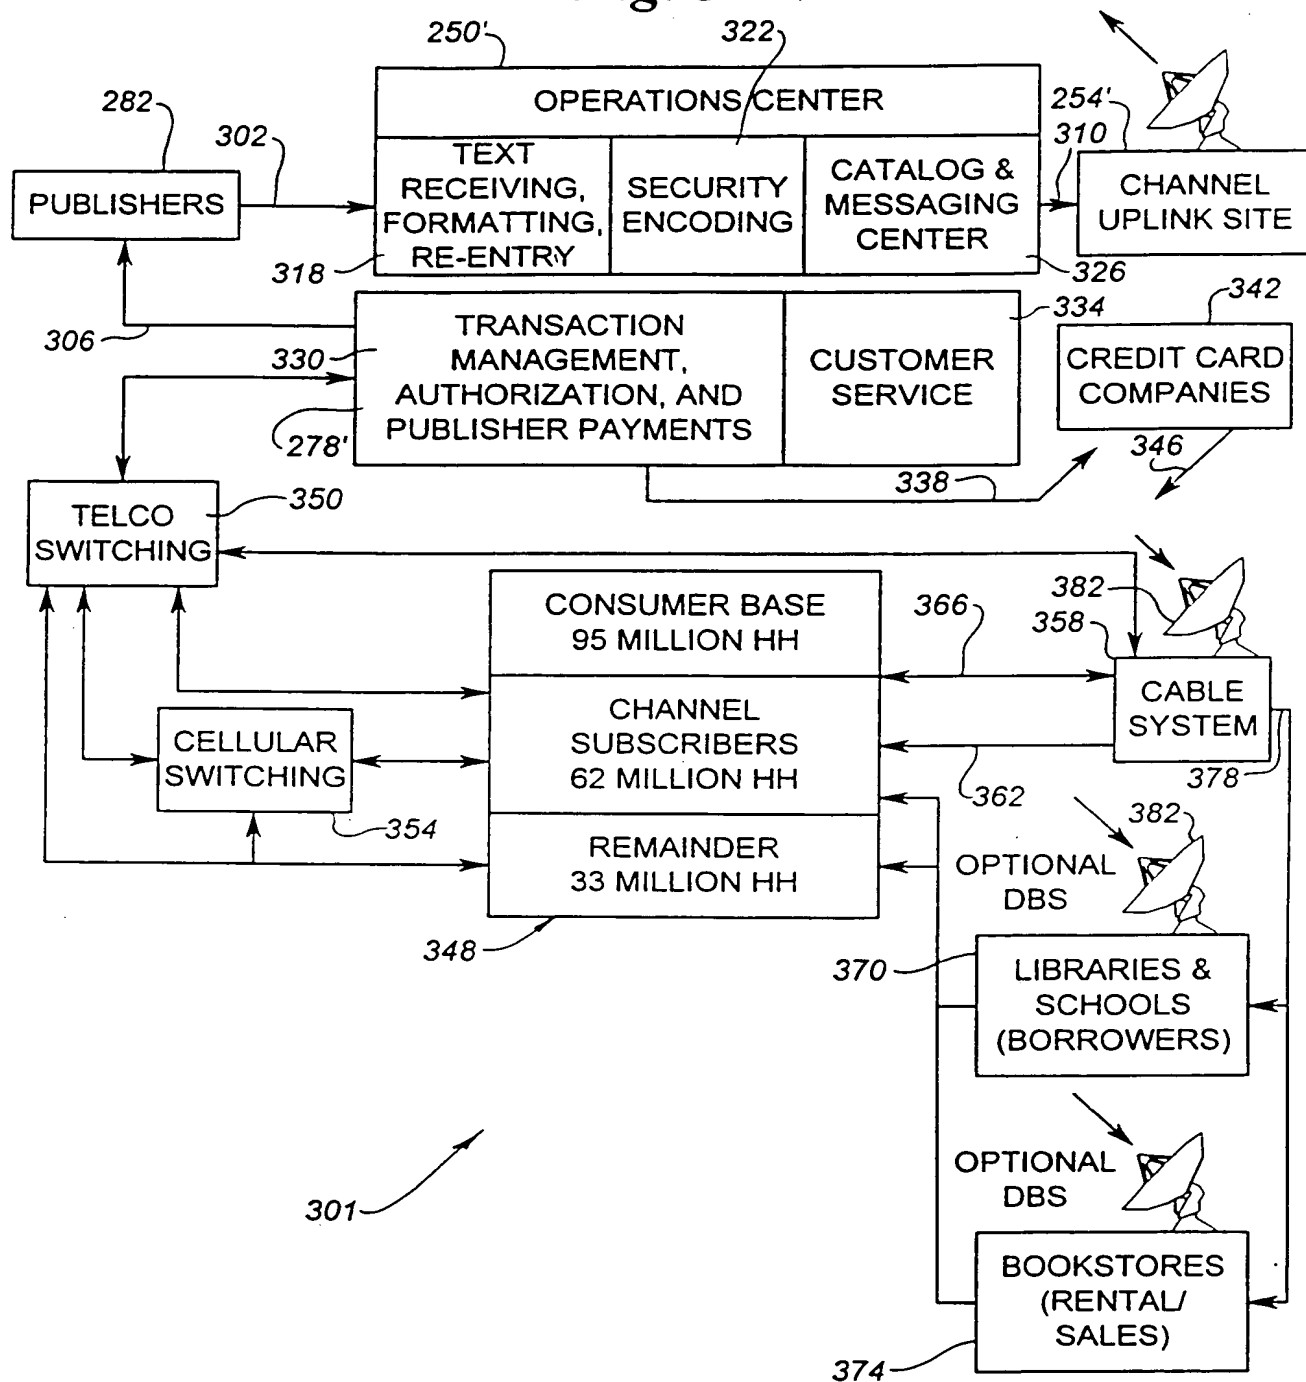 250'
322
OPERATIONS CENTER
282
302
254'
310
PUBLISHERS
TEXT
RECEIVING,
FORMATTING,
RE-ENTRY
SECURITY
ENCODING
CATALOG &
MESSAGING
CENTER
CHANNEL
UPLINK SITE
318
326
306
330
TRANSACTION
MANAGEMENT,
AUTHORIZATION, AND
PUBLISHER PAYMENTS
278'
334
CUSTOMER
SERVICE
342
CREDIT CARD
COMPANIES
346
338
350
TELCO
SWITCHING
CONSUMER BASE
95 MILLION HH
366
382
358
CABLE
SYSTEM
CHANNEL
SUBSCRIBERS
62 MILLION HH
CELLULAR
SWITCHING
354
362
378
REMAINDER
33 MILLION HH
348
382
OPTIONAL
DBS
370
LIBRARIES &
SCHOOLS
(BORROWERS)
301
OPTIONAL
DBS
BOOKSTORES
(RENTAL/
SALES)
374